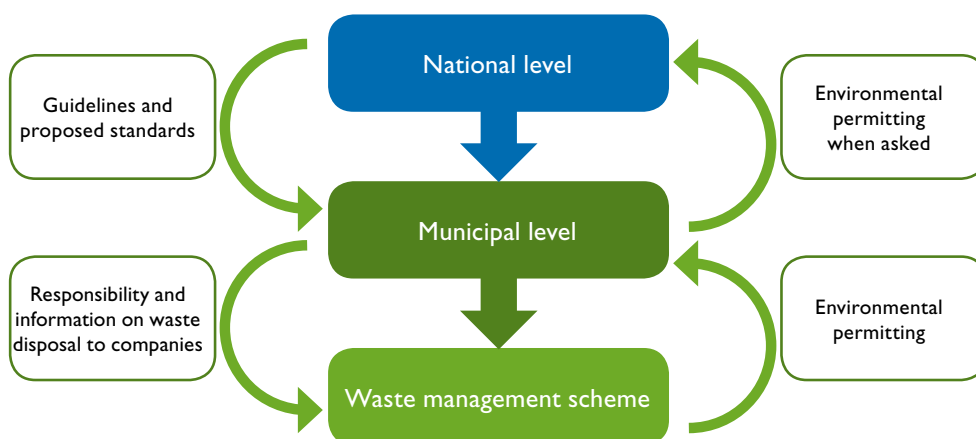 National level
Guidelines and
proposed standards
Environmental
permitting
when asked
Municipal level
Responsibility and
information on waste
disposal to companies
Environmental
permitting
Waste management scheme